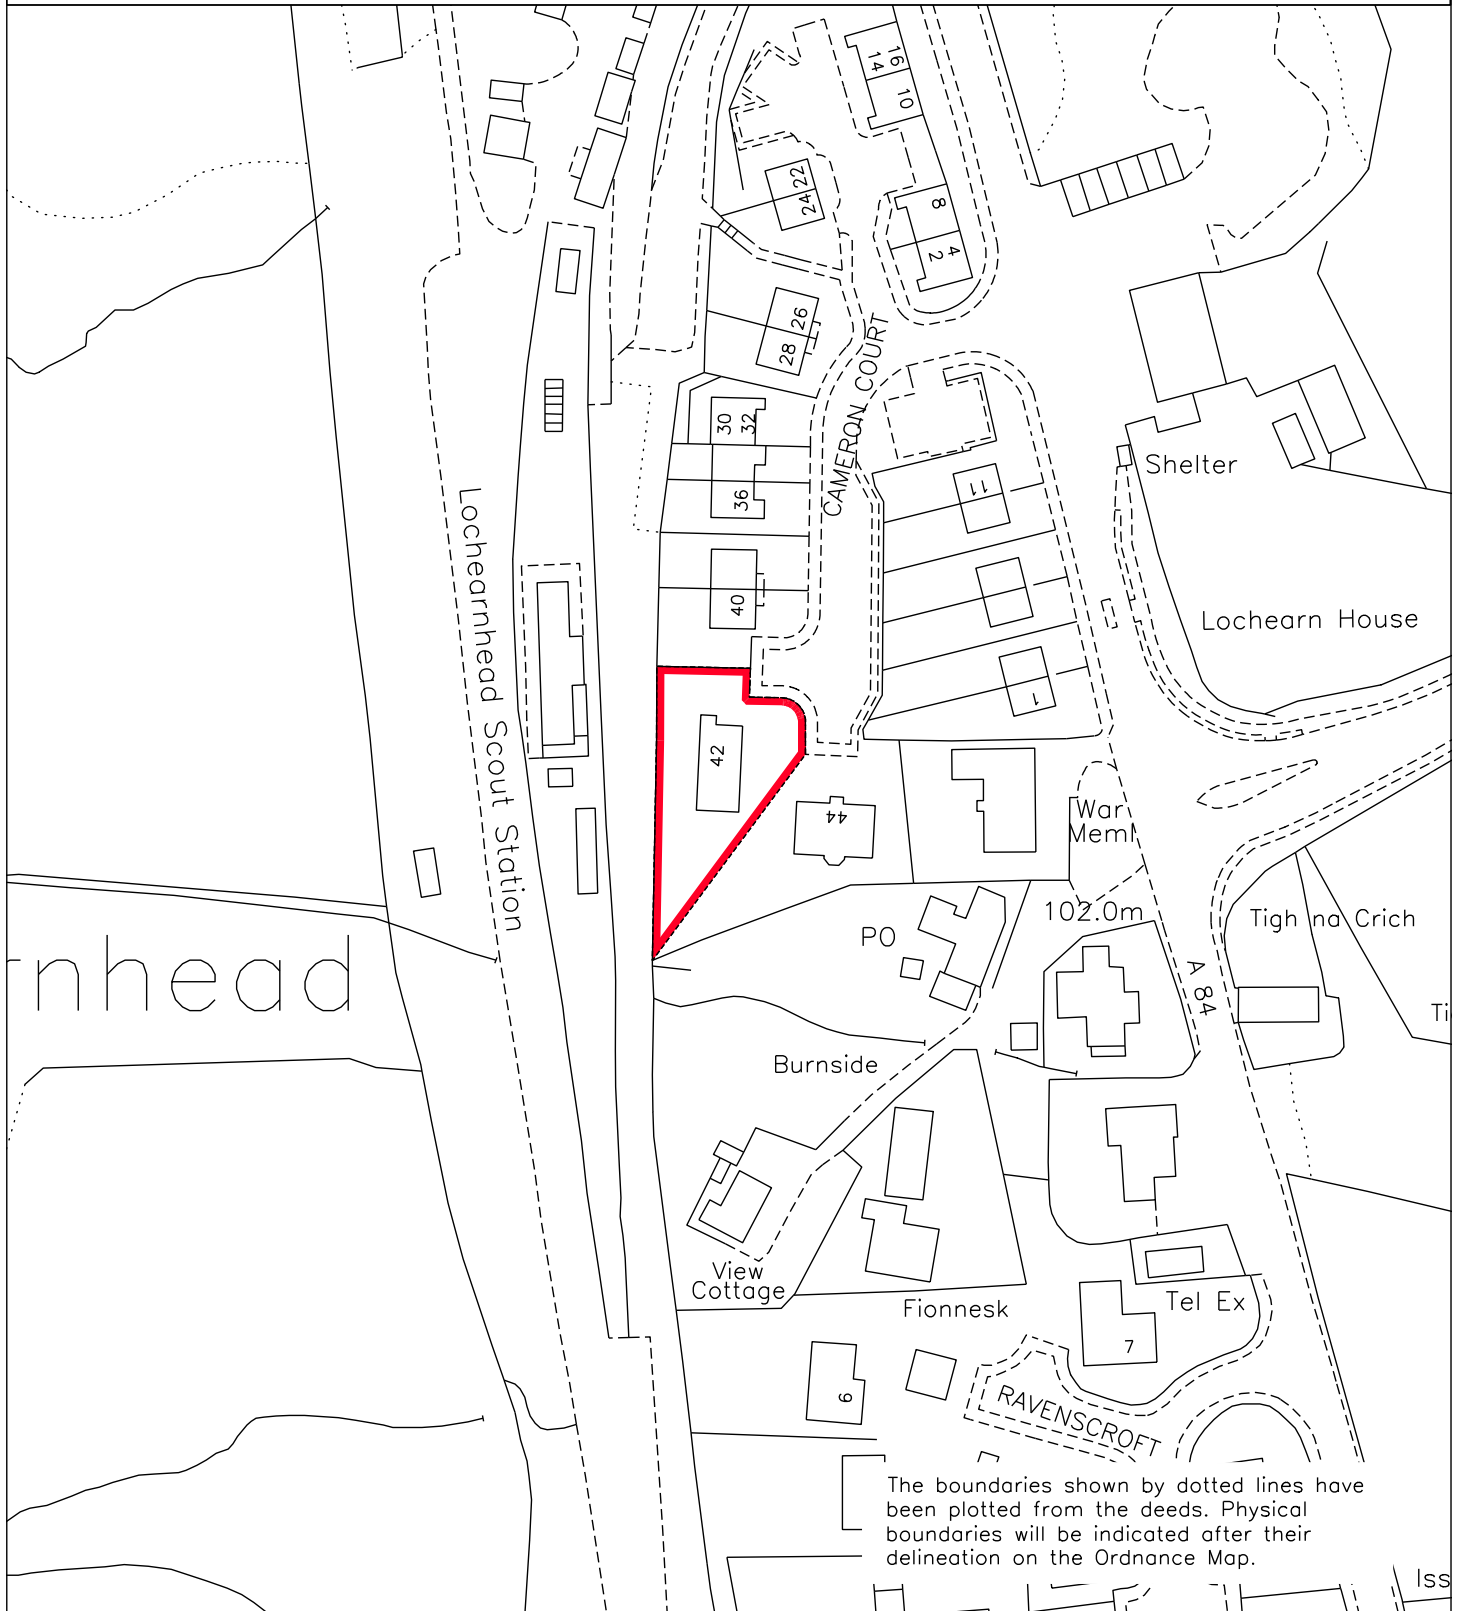 16
14
10
22
24
8
4
2
26
28
CAMERON COURT
30
32
36
11
Shelter
40
Lochearn House
Lochearnhead Scout Station
1
42
44
War
Meml
102.0m
PO
Tigh na Crich
rnhead
A 84
Ti
Burnside
View
Cottage
Fionnesk
Tel Ex
7
RAVENSCROFT
The boundaries shown by dotted lines have
been plotted from the deeds. Physical
boundaries will be indicated after their
delineation on the Ordnance Map.
Iss